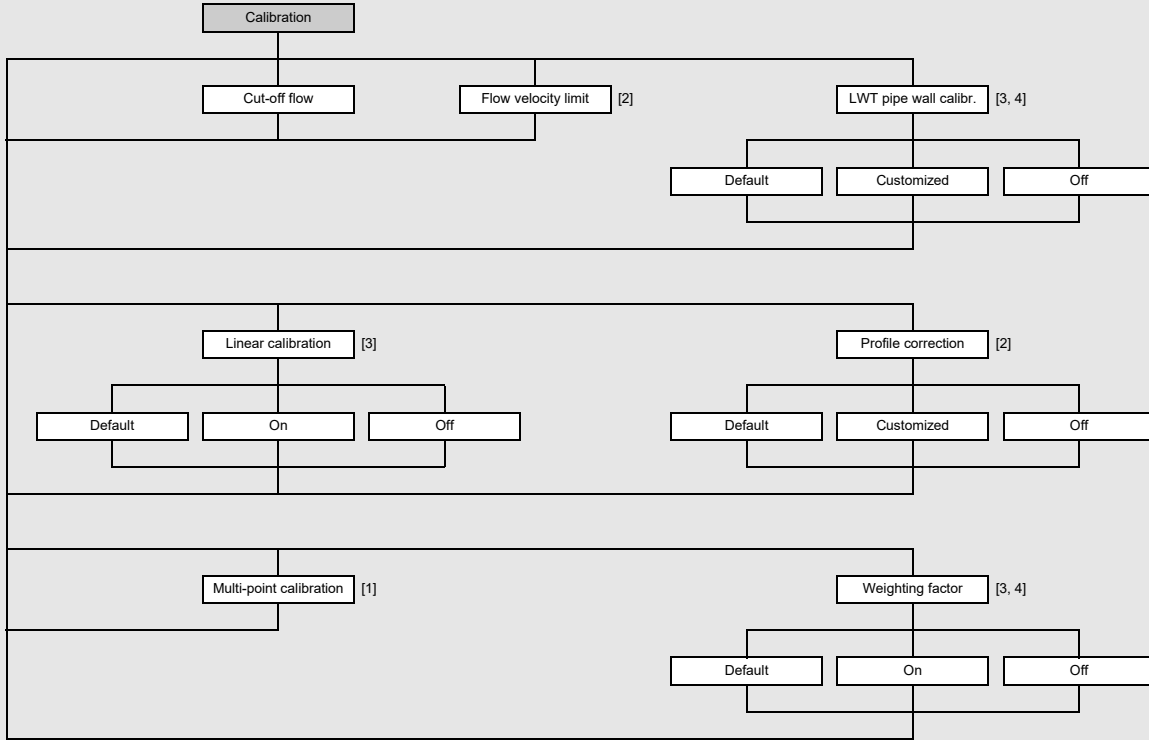 Calibration
Cut-off flow
Flow velocity limit [2]
LWT pipe wall calibr. [3, 4]
Default
Customized
Off
Linear calibration [3]
Profile correction [2]
Default
On
Off
Default
Customized
Off
Multi-point calibration [1]
Weighting factor [3, 4]
Default
On
Off